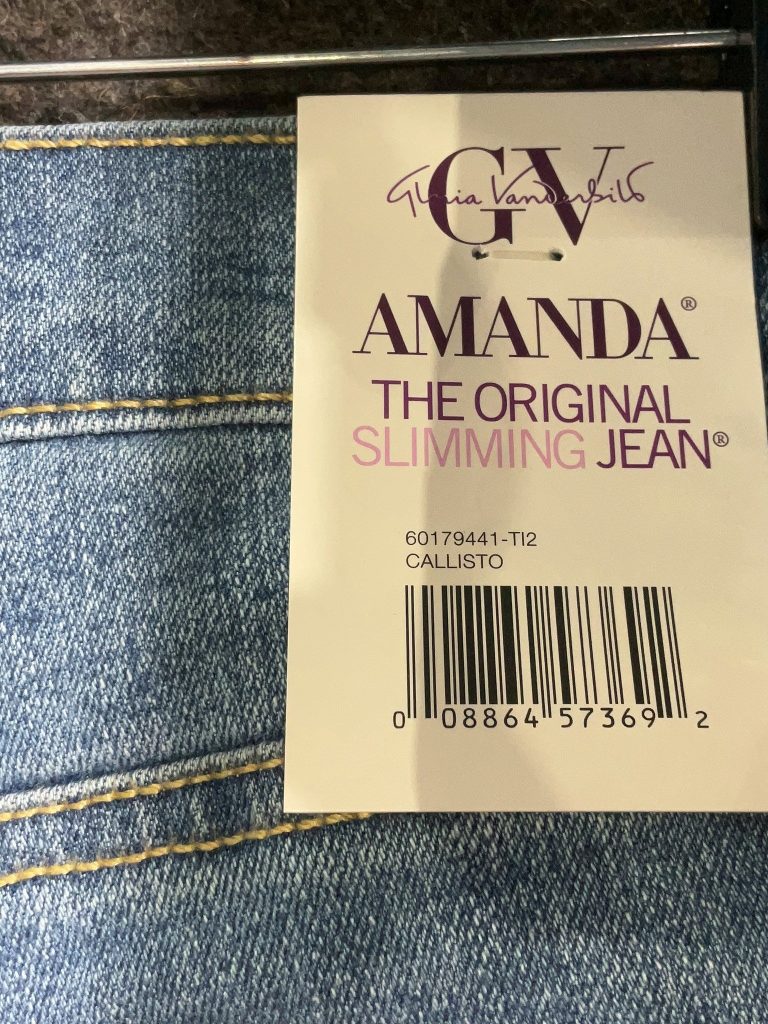 GV
Gloria Vanderbilt
AMANDA®
THE ORIGINAL
SLIMMING JEAN®
60179441-TI2
CALLISTO
0 08864 57369 2